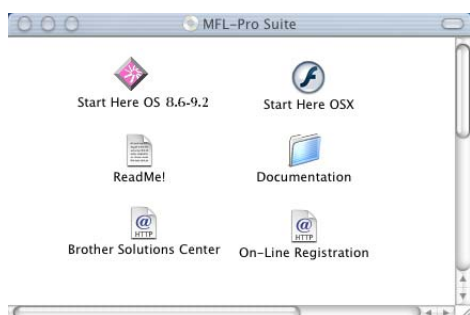 MFL-Pro Suite
Start Here OS 8.6-9.2
Start Here OSX
ReadMe!
Documentation
@
HTTP
Brother Solutions Center
@
HTTP
On-Line Registration